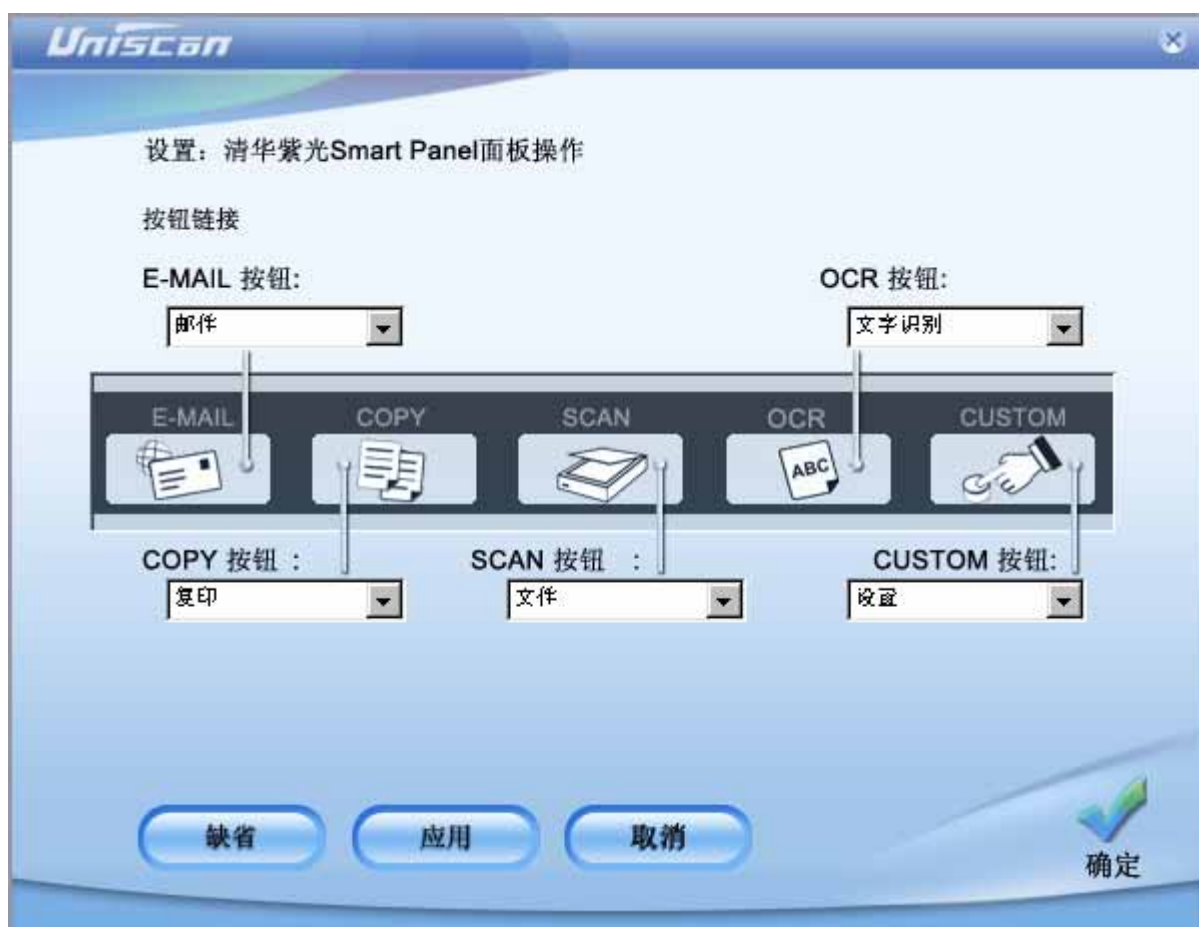 Uniscan
设置：清华紫光Smart Panel面板操作
按钮链接
E-MAIL 按钮: OCR 按钮:
邮件 文字识别
E-MAIL COPY SCAN OCR CUSTOM
ABC
COPY 按钮 : SCAN 按钮 : CUSTOM 按钮:
复印 文件 设置
缺省 应用 取消
确定